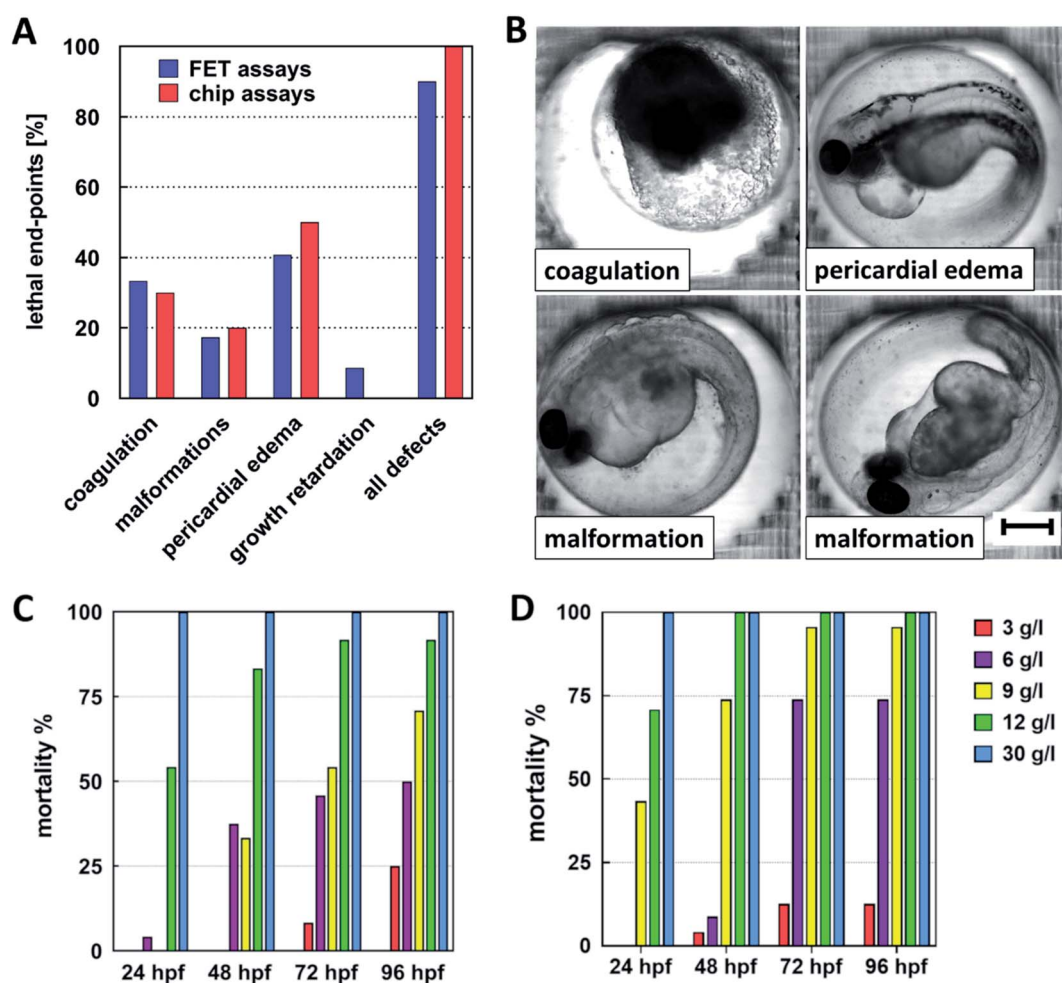 A
100
80
60
40
20
0
lethal end-points [%]
FET assays
chip assays
coagulation
malformations
pericardial edema
growth retardation
all defects
B
coagulation
pericardial edema
malformation
malformation
C
100
75
50
25
0
mortality %
24 hpf
48 hpf
72 hpf
96 hpf
D
100
75
50
25
0
mortality %
24 hpf
48 hpf
72 hpf
96 hpf
3 g/l
6 g/l
9 g/l
12 g/l
30 g/l